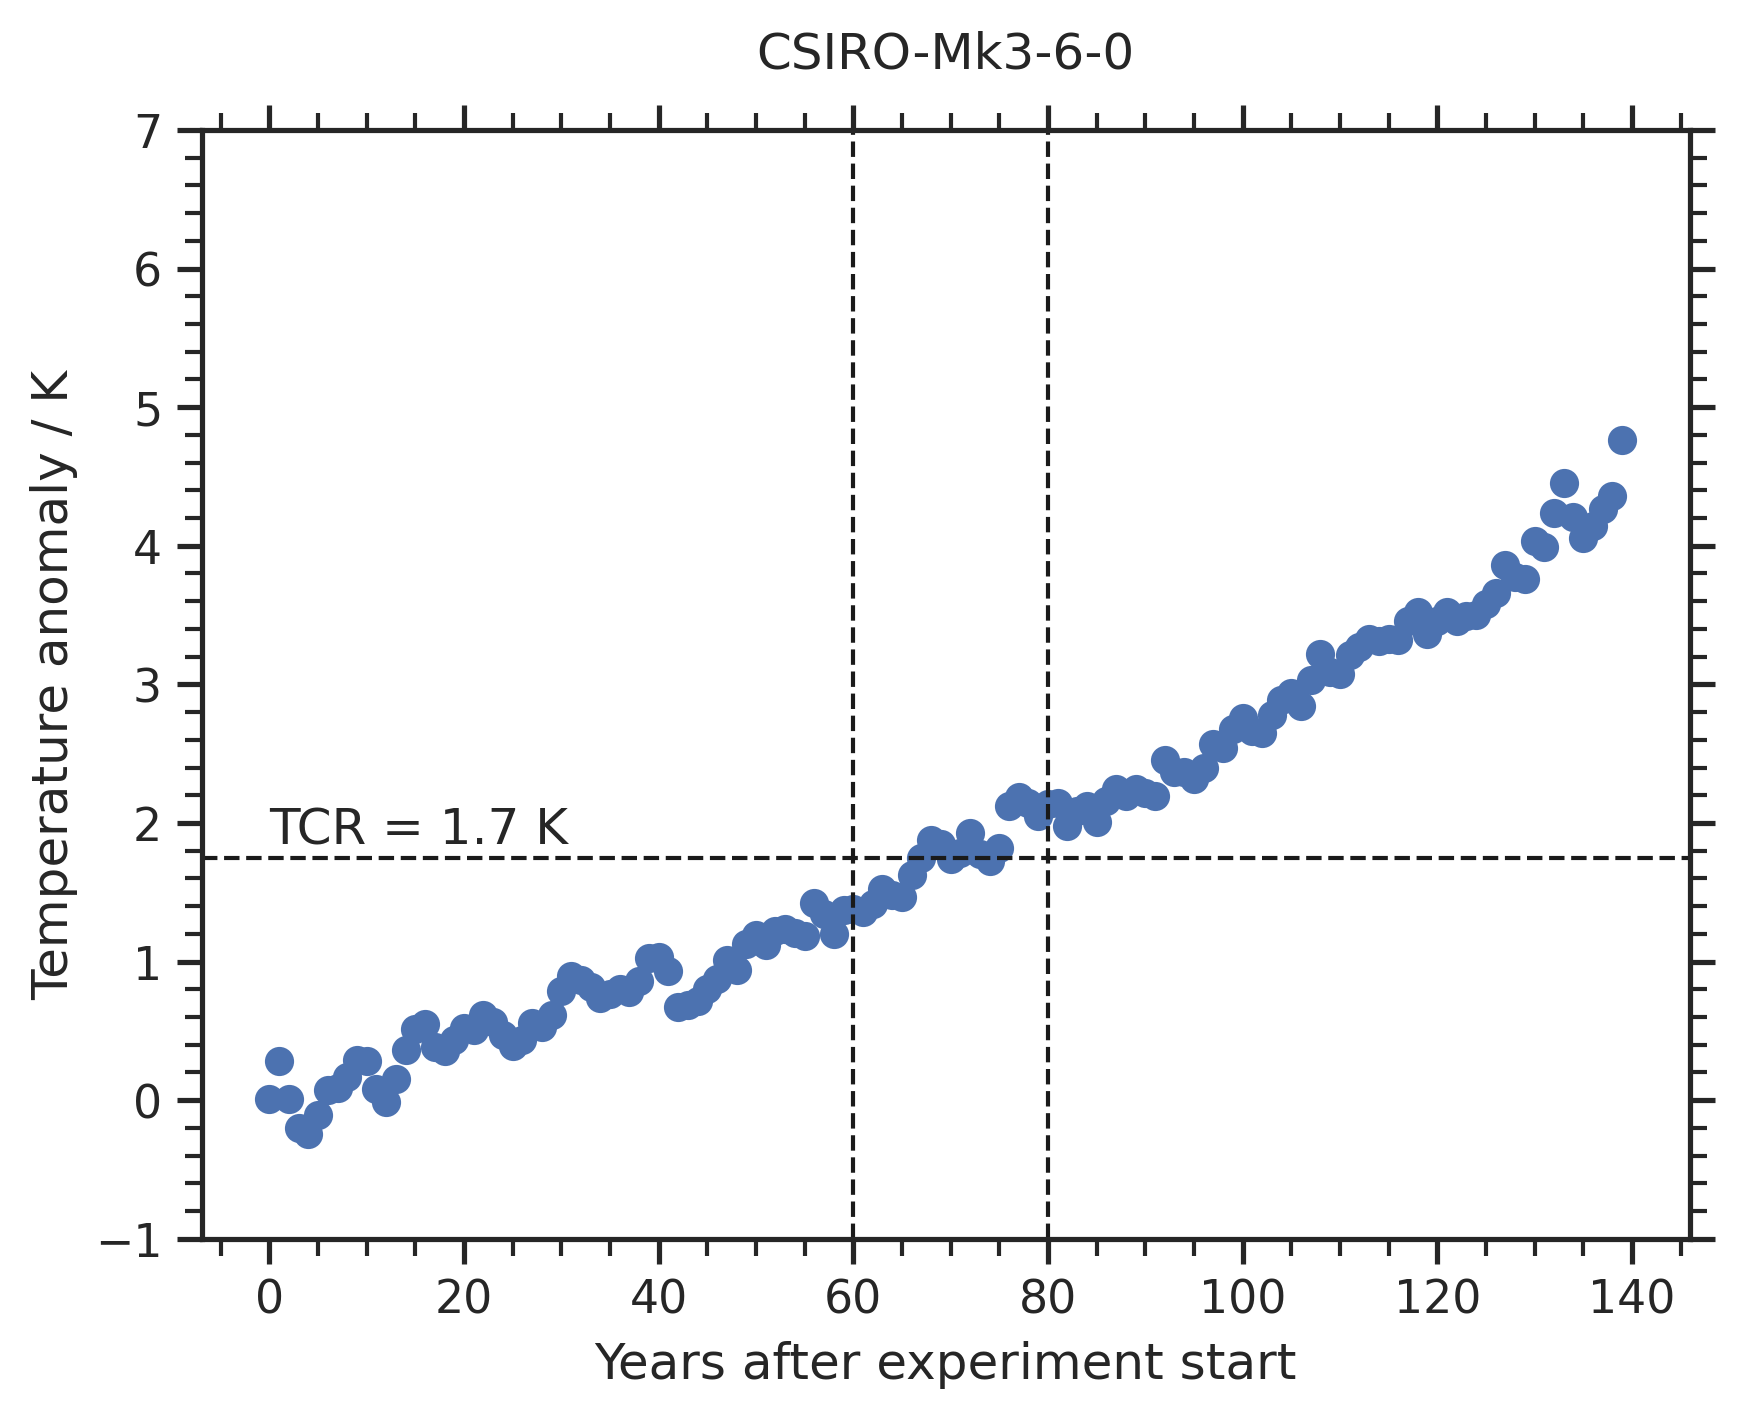 CSIRO-Mk3-6-0
7
6
5
4
3
2
1
0
−1
Temperature anomaly / K
TCR = 1.7 K
0 20 40 60 80 100 120 140
Years after experiment start